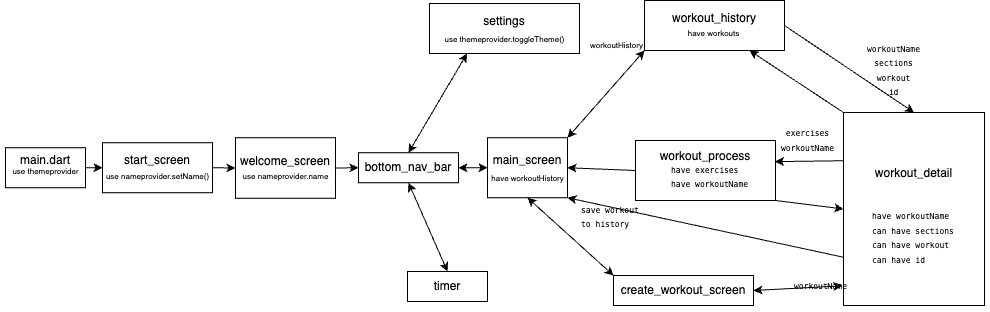 settings
use themeprovider.toggleTheme()
workout_history
have workouts
workoutHistory
workoutName
sections
workout
id
main.dart
use themeprovider
start_screen
use nameprovider.setName()
welcome_screen
use nameprovider.name
bottom_nav_bar
main_screen
have workoutHistory
workout_process
have exercises
have workoutName
exercises
workoutName
workout_detail
have workoutName
can have sections
can have workout
can have id
save workout
to history
timer
create_workout_screen
workoutName